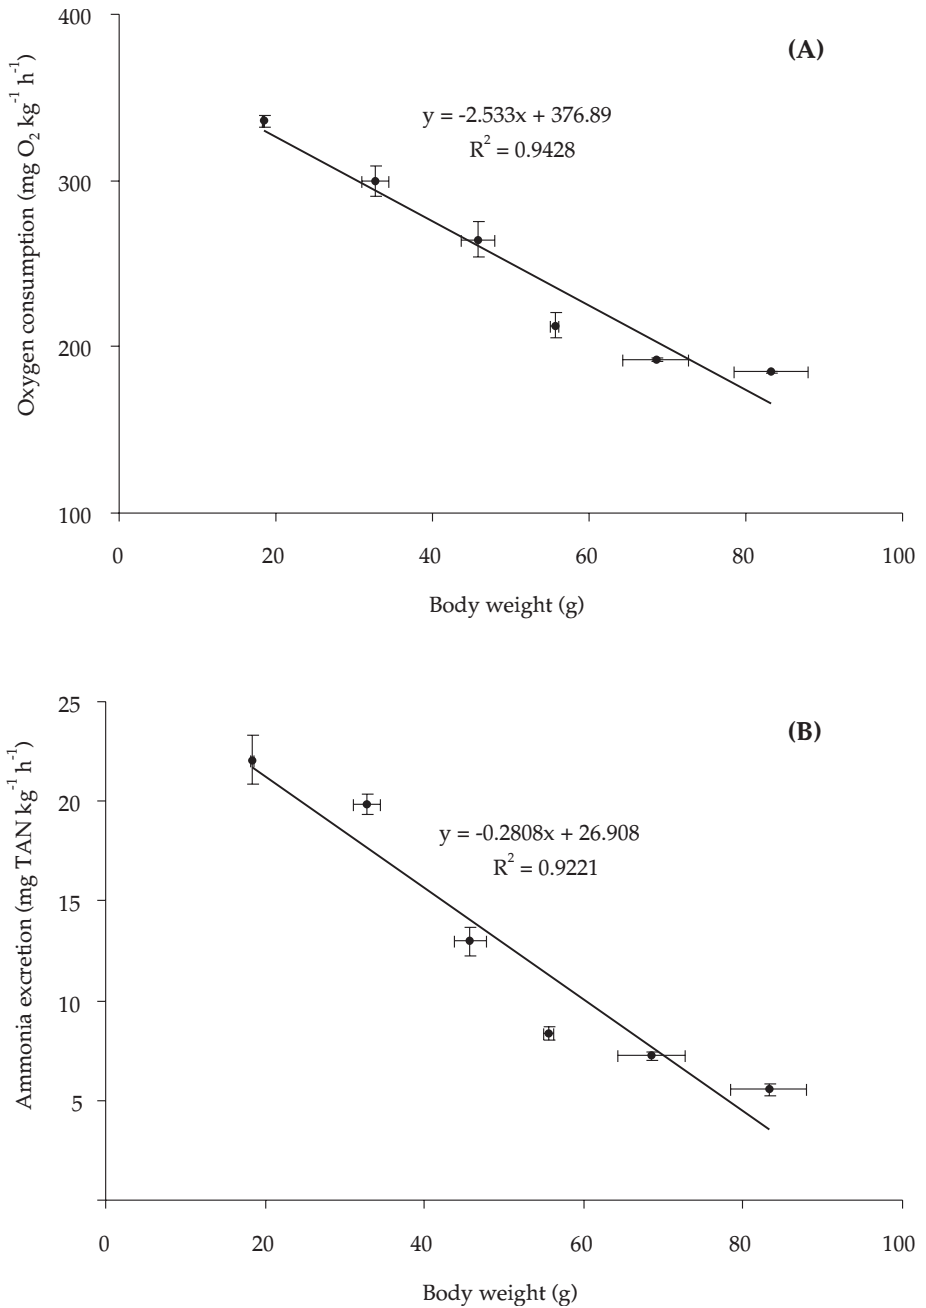 400
(A)
Oxygen consumption (mg O₂ kg⁻¹ h⁻¹)
y = -2.533x + 376.89
R² = 0.9428
300
200
100
0 20 40 60 80 100
Body weight (g)
25
(B)
Ammonia excretion (mg TAN kg⁻¹ h⁻¹)
20
y = -0.2808x + 26.908
R² = 0.9221
15
10
5
0 20 40 60 80 100
Body weight (g)